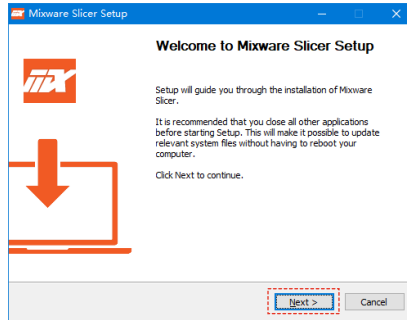 Mixware Slicer Setup
Welcome to Mixware Slicer Setup
Setup will guide you through the installation of Mixware
Slicer.
It is recommended that you close all other applications
before starting Setup. This will make it possible to update
relevant system files without having to reboot your
computer.
Click Next to continue.
Next >
Cancel